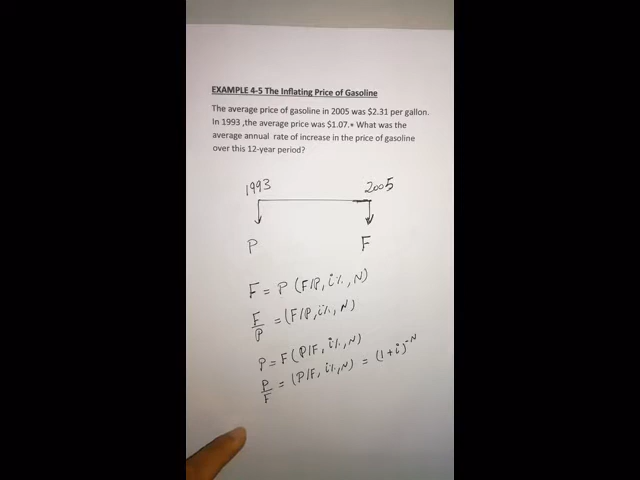 EXAMPLE 4-5 The Inflating Price of Gasoline
The average price of gasoline in 2005 was $2.31 per gallon.
In 1993 ,the average price was $1.07.* What was the
average annual rate of increase in the price of gasoline
over this 12-year period?
1993 2005
P F
F = P (F/P, i%, N)
F/P = (F/P, i%, N)
P = F (P/F, i%, N)
P/F = (P/F, i%, N) = (1+i)^-N